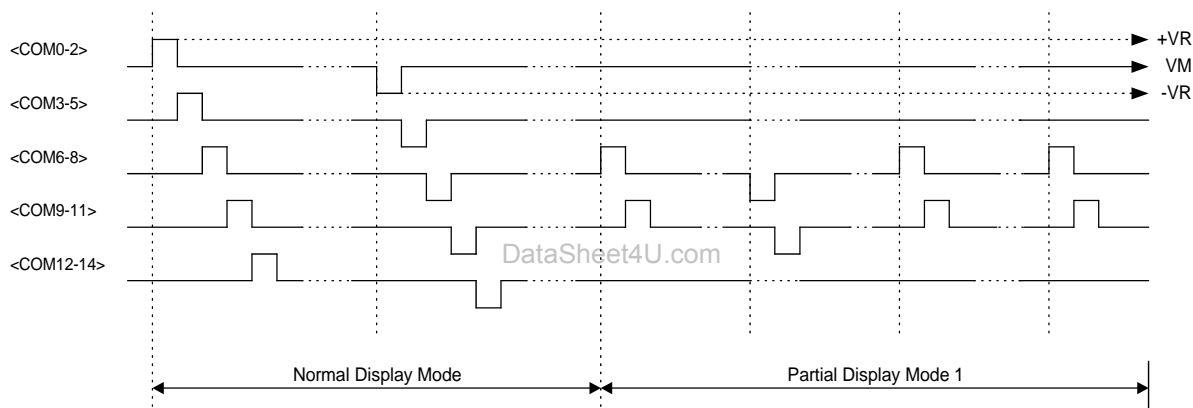 <COM0-2>
+VR
VM
-VR
<COM3-5>
<COM6-8>
<COM9-11>
DataSheet4U.com
<COM12-14>
Normal Display Mode
Partial Display Mode 1